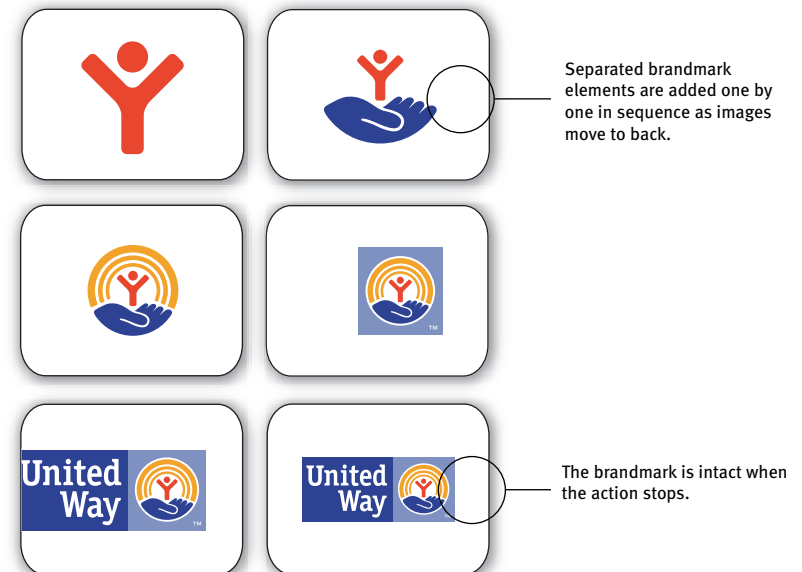 Separated brandmark
elements are added one by
one in sequence as images
move to back.
TM
United
Way
TM
United
Way
The brandmark is intact when
the action stops.